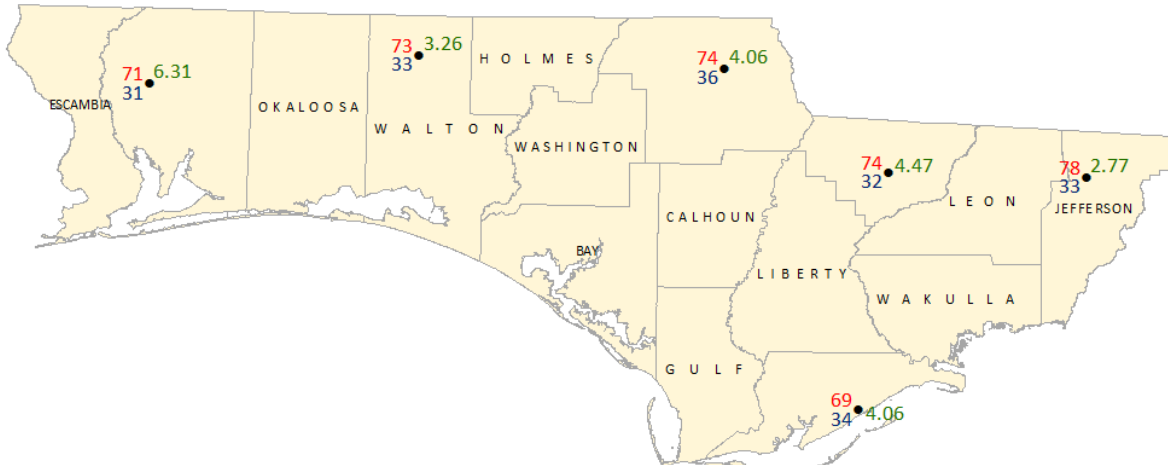 73 3.26
33
HOLMES
74 4.06
36
71 6.31
31
ESCAMBIA
OKALOOSA
WALTON
WASHINGTON
74 4.47
32
78 2.77
33
LEON
JEFFERSON
CALHOUN
BAY
LIBERTY
WAKULLA
GULF
69
34 4.06